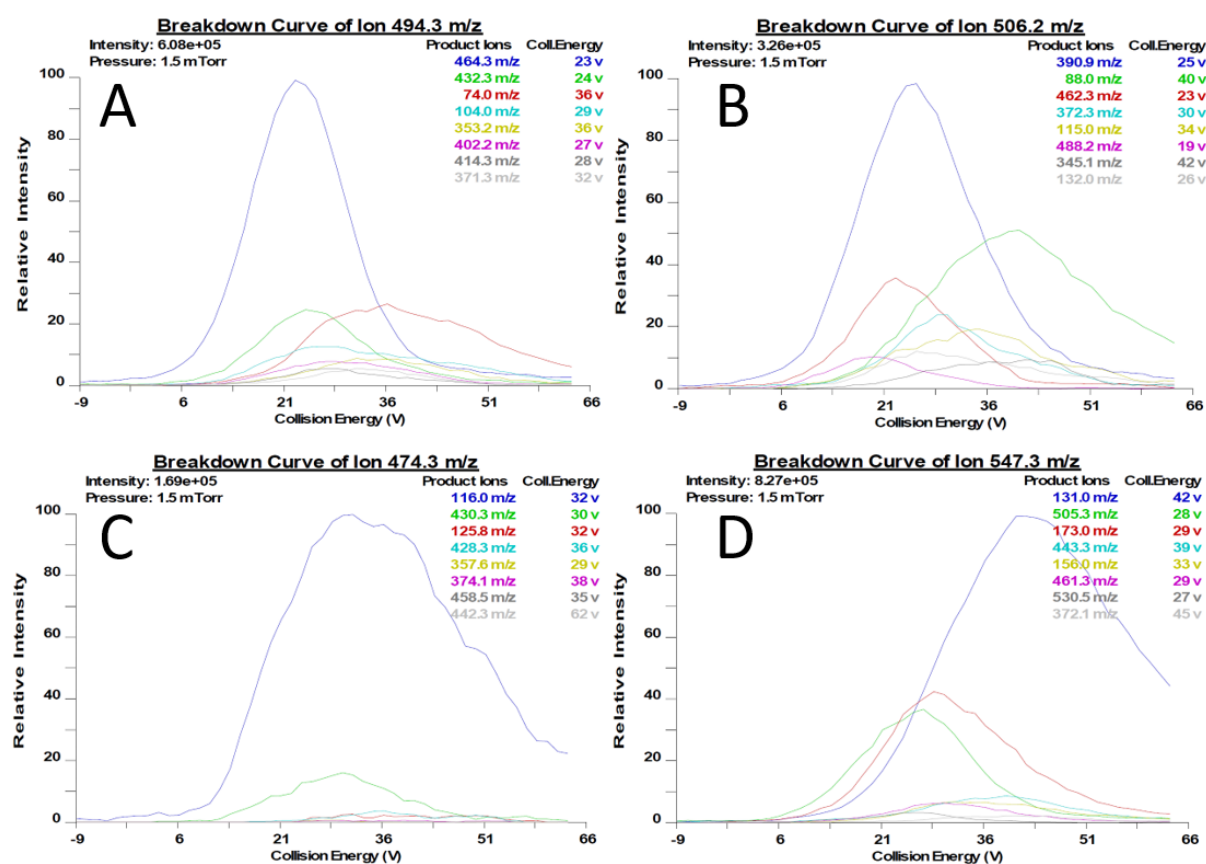 Breakdown Curve of Ion 494.3 m/z
Intensity: 6.08e+05 Product Ions Coll.Energy
Pressure: 1.5 mTorr 464.3 m/z 23 v
432.3 m/z 24 v
74.0 m/z 36 v
104.0 m/z 29 v
353.2 m/z 36 v
402.2 m/z 27 v
414.3 m/z 28 v
371.3 m/z 32 v
A
Relative Intensity
100
80
60
40
20
0
-9 6 21 36 51 66
Collision Energy (V)
Breakdown Curve of Ion 506.2 m/z
Intensity: 3.26e+05 Product Ions Coll.Energy
Pressure: 1.5 mTorr 390.9 m/z 25 v
88.0 m/z 40 v
462.3 m/z 23 v
372.3 m/z 30 v
115.0 m/z 34 v
488.2 m/z 19 v
345.1 m/z 42 v
132.0 m/z 26 v
B
Relative Intensity
100
80
60
40
20
0
-9 6 21 36 51 66
Collision Energy (V)
Breakdown Curve of Ion 474.3 m/z
Intensity: 1.69e+05 Product Ions Coll.Energy
Pressure: 1.5 mTorr 116.0 m/z 32 v
430.3 m/z 30 v
125.8 m/z 32 v
428.3 m/z 36 v
357.6 m/z 29 v
374.1 m/z 38 v
458.5 m/z 35 v
442.3 m/z 62 v
C
Relative Intensity
100
80
60
40
20
0
-9 6 21 36 51 66
Collision Energy (V)
Breakdown Curve of Ion 547.3 m/z
Intensity: 8.27e+05 Product Ions Coll.Energy
Pressure: 1.5 mTorr 131.0 m/z 42 v
505.3 m/z 28 v
173.0 m/z 29 v
443.3 m/z 39 v
156.0 m/z 33 v
461.3 m/z 29 v
530.5 m/z 27 v
372.1 m/z 45 v
D
Relative Intensity
100
80
60
40
20
0
-9 6 21 36 51 66
Collision Energy (V)